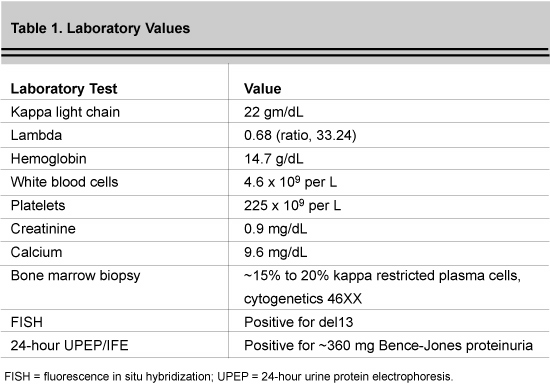 Table 1. Laboratory Values
Laboratory Test Value
Kappa light chain 22 gm/dL
Lambda 0.68 (ratio, 33.24)
Hemoglobin 14.7 g/dL
White blood cells 4.6 x 10⁹ per L
Platelets 225 x 10⁹ per L
Creatinine 0.9 mg/dL
Calcium 9.6 mg/dL
Bone marrow biopsy ~15% to 20% kappa restricted plasma cells,
cytogenetics 46XX
FISH Positive for del13
24-hour UPEP/IFE Positive for ~360 mg Bence-Jones proteinuria
FISH = fluorescence in situ hybridization; UPEP = 24-hour urine protein electrophoresis.